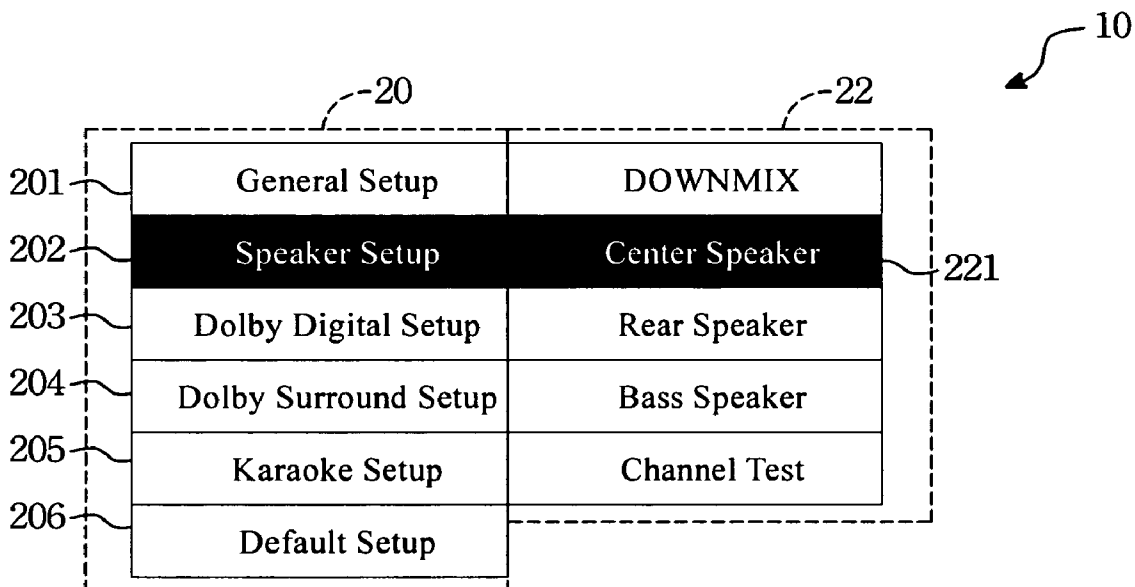 10
20 22
201 General Setup DOWNMIX
202 Speaker Setup Center Speaker 221
203 Dolby Digital Setup Rear Speaker
204 Dolby Surround Setup Bass Speaker
205 Karaoke Setup Channel Test
206 Default Setup